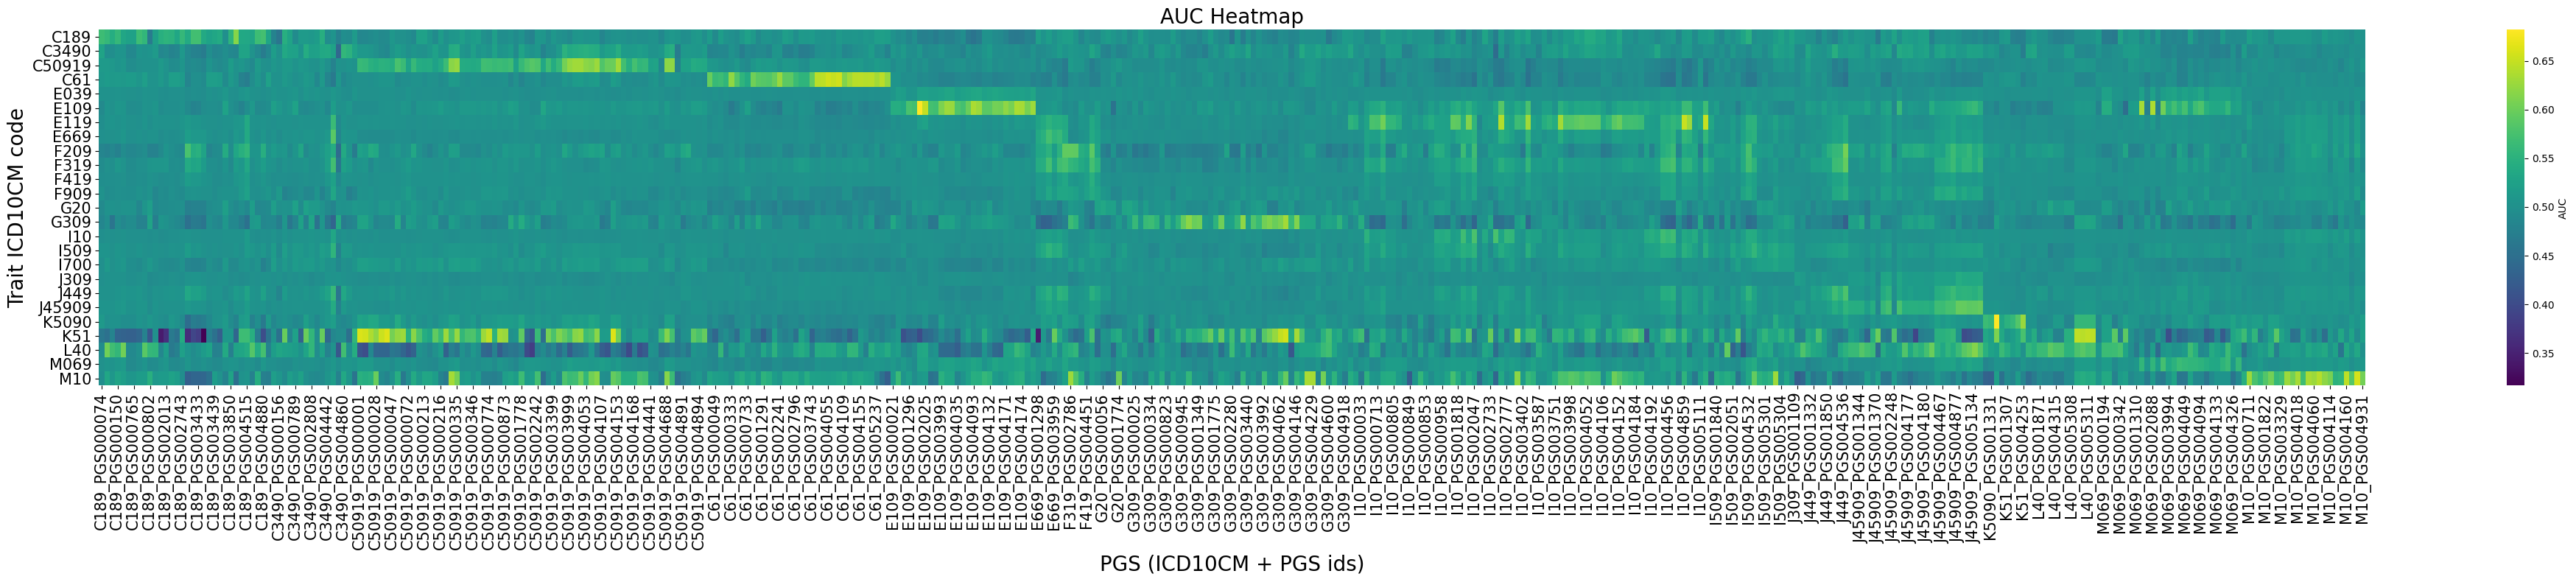 AUC Heatmap
Trait ICD10CM code
C189
C3490
C50919
C61
E039
E109
E119
E669
F209
F319
F419
F909
G20
G309
I10
I509
I700
J309
J449
J45909
K5090
K51
L40
M069
M10
C189_PGS000074
C189_PGS000150
C189_PGS000765
C189_PGS000802
C189_PGS002013
C189_PGS002743
C189_PGS003433
C189_PGS003439
C189_PGS003850
C189_PGS004515
C189_PGS004880
C3490_PGS000156
C3490_PGS000789
C3490_PGS002808
C3490_PGS004442
C3490_PGS004860
C50919_PGS000001
C50919_PGS000028
C50919_PGS000047
C50919_PGS000072
C50919_PGS000213
C50919_PGS000216
C50919_PGS000335
C50919_PGS000346
C50919_PGS000774
C50919_PGS000873
C50919_PGS001778
C50919_PGS002242
C50919_PGS003399
C50919_PGS003999
C50919_PGS004053
C50919_PGS004107
C50919_PGS004153
C50919_PGS004168
C50919_PGS004441
C50919_PGS004688
C50919_PGS004891
C50919_PGS004894
C61_PGS000049
C61_PGS000333
C61_PGS000733
C61_PGS001291
C61_PGS002241
C61_PGS002796
C61_PGS003743
C61_PGS004055
C61_PGS004109
C61_PGS004155
C61_PGS005237
E109_PGS000021
E109_PGS001296
E109_PGS002025
E109_PGS003993
E109_PGS004035
E109_PGS004093
E109_PGS004132
E109_PGS004171
E109_PGS004174
E669_PGS001298
E669_PGS003959
F319_PGS002786
F419_PGS004451
G20_PGS000056
G20_PGS001774
G309_PGS000025
G309_PGS000334
G309_PGS000823
G309_PGS000945
G309_PGS001349
G309_PGS001775
G309_PGS002280
G309_PGS003440
G309_PGS003992
G309_PGS004062
G309_PGS004146
G309_PGS004229
G309_PGS004600
G309_PGS004918
I10_PGS000033
I10_PGS000713
I10_PGS000805
I10_PGS000849
I10_PGS000853
I10_PGS000958
I10_PGS001818
I10_PGS002047
I10_PGS002733
I10_PGS002777
I10_PGS003402
I10_PGS003587
I10_PGS003751
I10_PGS003998
I10_PGS004052
I10_PGS004106
I10_PGS004152
I10_PGS004184
I10_PGS004192
I10_PGS004456
I10_PGS004859
I10_PGS005111
I509_PGS001840
I509_PGS002051
I509_PGS004532
I509_PGS005301
I509_PGS005304
J309_PGS001109
J449_PGS001332
J449_PGS001850
J449_PGS004536
J45909_PGS001344
J45909_PGS001370
J45909_PGS002248
J45909_PGS004177
J45909_PGS004180
J45909_PGS004467
J45909_PGS004877
J45909_PGS005134
K5090_PGS001331
K51_PGS001307
K51_PGS004253
L40_PGS001871
L40_PGS004315
L40_PGS005308
L40_PGS005311
M069_PGS000194
M069_PGS000342
M069_PGS001310
M069_PGS002088
M069_PGS003994
M069_PGS004049
M069_PGS004094
M069_PGS004133
M069_PGS004326
M10_PGS000711
M10_PGS001822
M10_PGS003329
M10_PGS004018
M10_PGS004060
M10_PGS004114
M10_PGS004160
M10_PGS004931
PGS (ICD10CM + PGS ids)
0.65
0.60
0.55
0.50
0.45
0.40
0.35
AUC